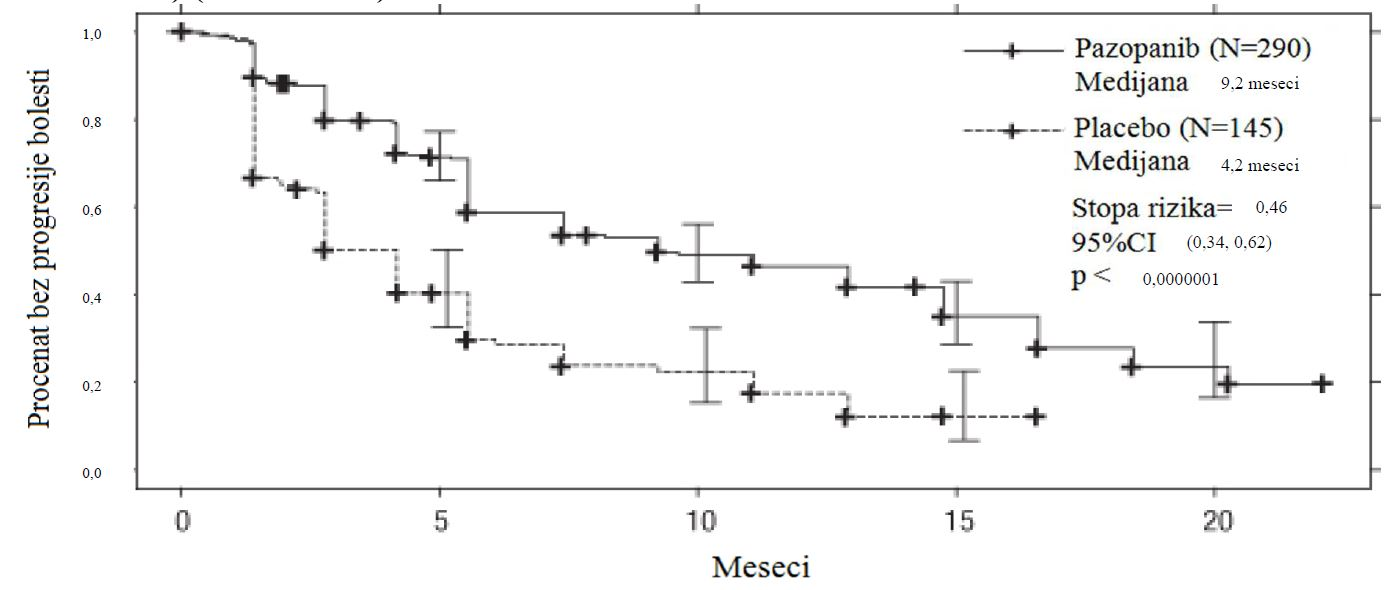 1,0
0,8
0,6
0,4
0,2
0,0
Procenat bez progresije bolesti
Pazopanib (N=290)
Medijana 9,2 meseci
Placebo (N=145)
Medijana 4,2 meseci
Stopa rizika= 0,46
95%CI (0,34, 0,62)
p < 0,0000001
0 5 10 15 20
Meseci